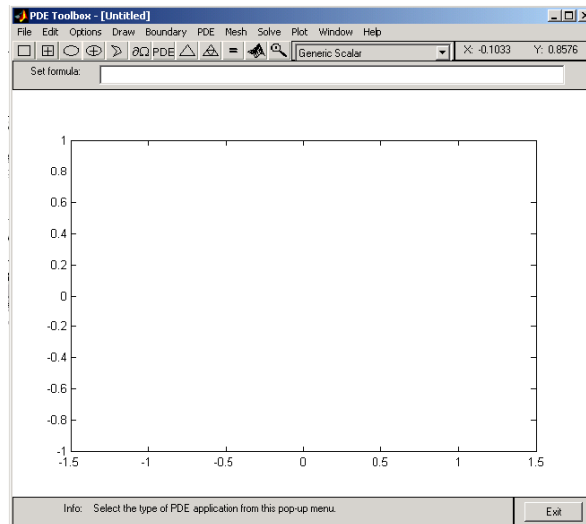 PDE Toolbox - [Untitled]
File Edit Options Draw Boundary PDE Mesh Solve Plot Window Help
∂Ω PDE = Generic Scalar X: -0.1033 Y: 0.8576
Set formula:
1
0.8
0.6
0.4
0.2
0
-0.2
-0.4
-0.6
-0.8
-1
-1.5 -1 -0.5 0 0.5 1 1.5
Info: Select the type of PDE application from this pop-up menu. Exit